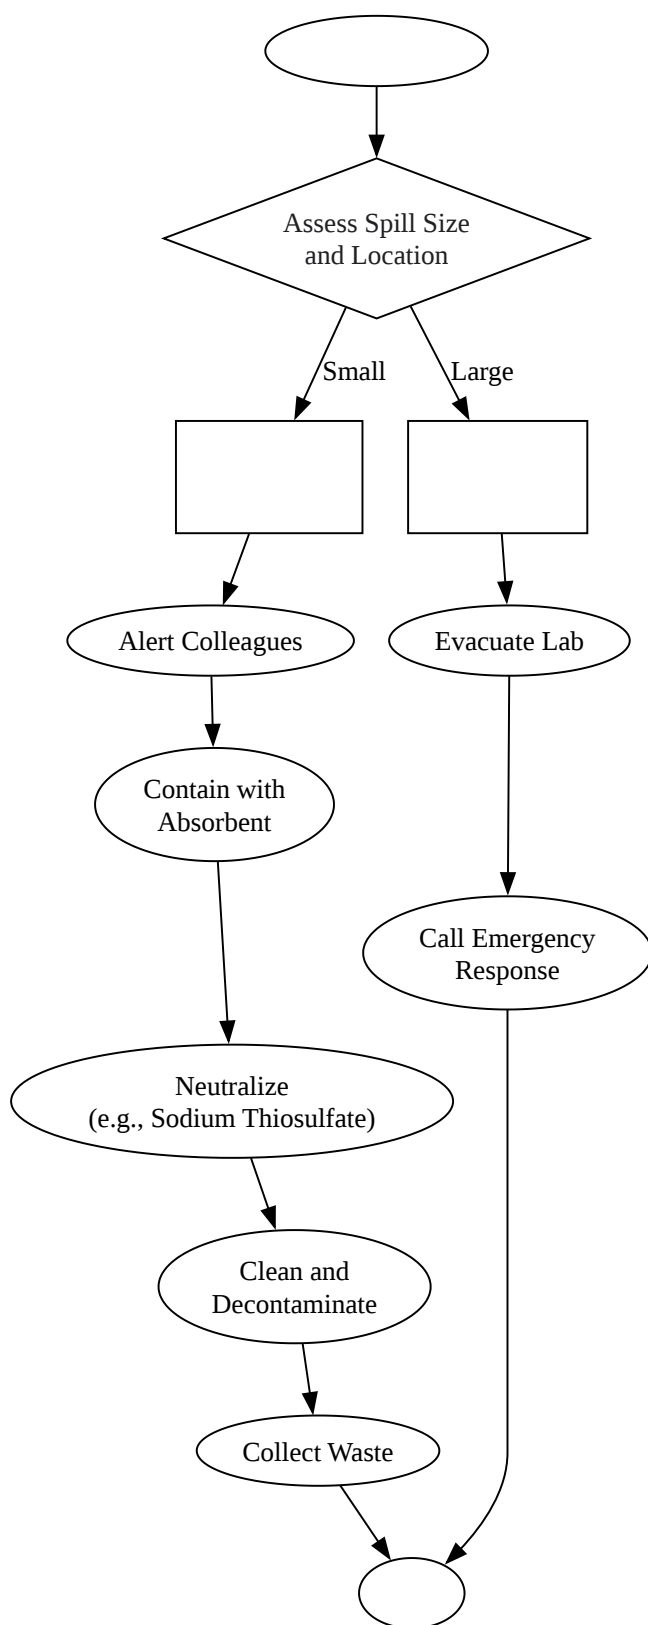 Assess Spill Size
and Location
Small
Large
Alert Colleagues
Evacuate Lab
Contain with
Absorbent
Call Emergency
Response
Neutralize
(e.g., Sodium Thiosulfate)
Clean and
Decontaminate
Collect Waste